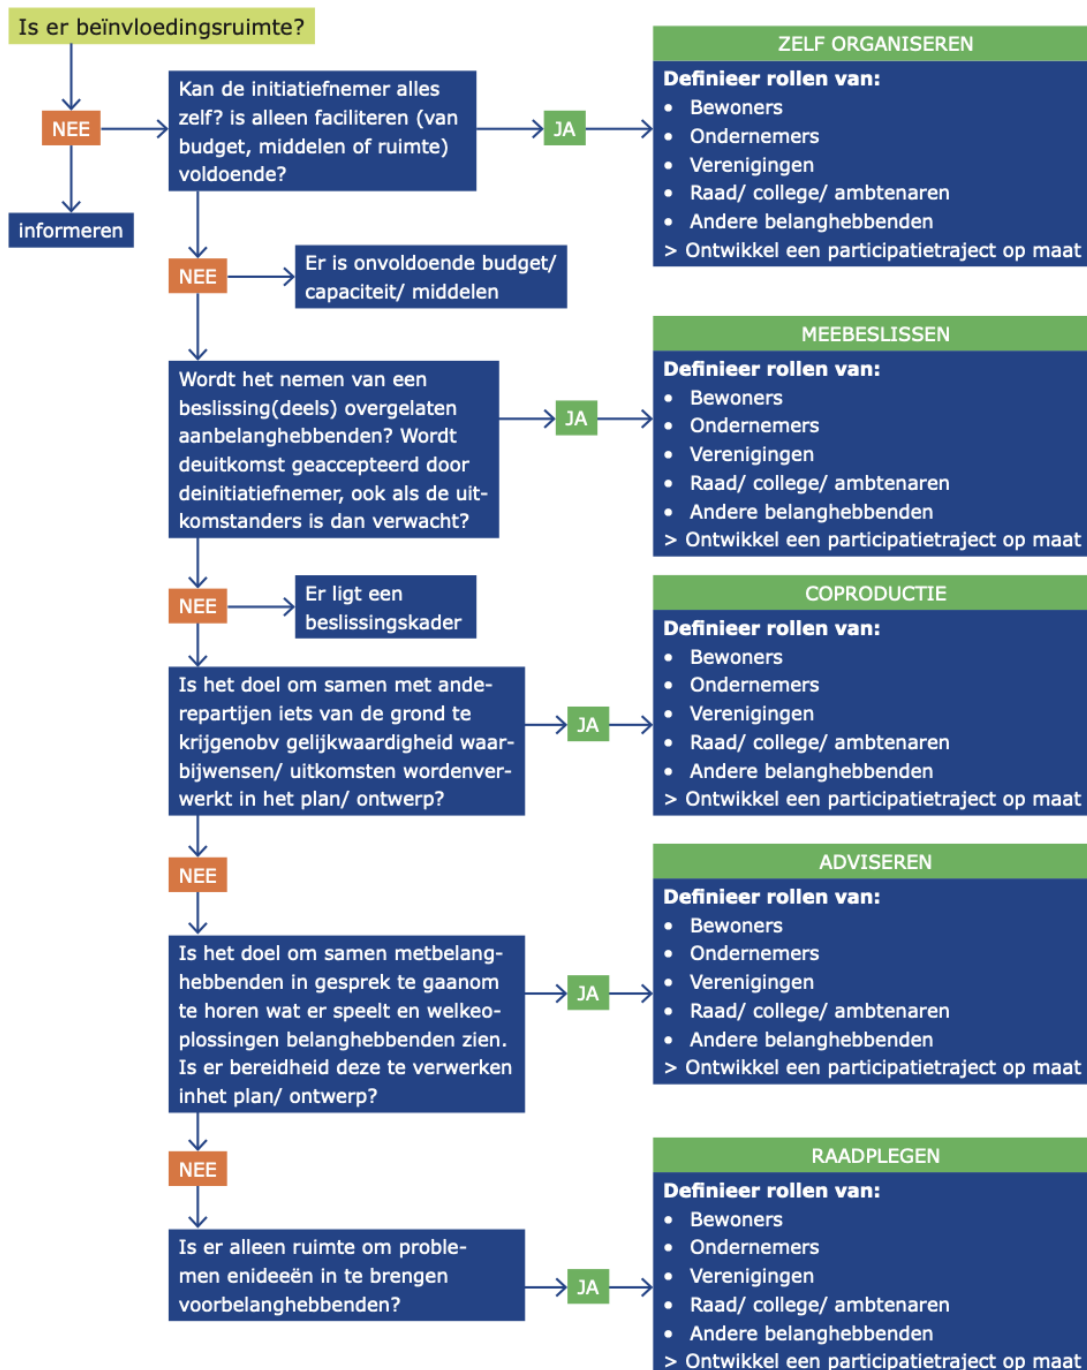 Is er beïnvloedingsruimte?
NEE
informeren
Kan de initiatiefnemer alles
zelf? is alleen faciliteren (van
budget, middelen of ruimte)
voldoende?
JA
ZELF ORGANISEREN
Definieer rollen van:
• Bewoners
• Ondernemers
• Verenigingen
• Raad/ college/ ambtenaren
• Andere belanghebbenden
> Ontwikkel een participatietraject op maat
NEE
Er is onvoldoende budget/
capaciteit/ middelen
Wordt het nemen van een
beslissing(deels) overgelaten
aanbelanghebbenden? Wordt
deuitkomst geaccepteerd door
deinitiatiefnemer, ook als de uit-
komstanders is dan verwacht?
JA
MEEBESLISSEN
Definieer rollen van:
• Bewoners
• Ondernemers
• Verenigingen
• Raad/ college/ ambtenaren
• Andere belanghebbenden
> Ontwikkel een participatietraject op maat
NEE
Er ligt een
beslissingskader
Is het doel om samen met ande-
repartijen iets van de grond te
krijgenobv gelijkwaardigheid waar-
bijwensen/ uitkomsten wordenver-
werkt in het plan/ ontwerp?
JA
COPRODUCTIE
Definieer rollen van:
• Bewoners
• Ondernemers
• Verenigingen
• Raad/ college/ ambtenaren
• Andere belanghebbenden
> Ontwikkel een participatietraject op maat
NEE
Is het doel om samen metbelang-
hebbenden in gesprek te gaanom
te horen wat er speelt en welkeo-
plossingen belanghebbenden zien.
Is er bereidheid deze te verwerken
inhet plan/ ontwerp?
JA
ADVISEREN
Definieer rollen van:
• Bewoners
• Ondernemers
• Verenigingen
• Raad/ college/ ambtenaren
• Andere belanghebbenden
> Ontwikkel een participatietraject op maat
NEE
Is er alleen ruimte om proble-
men enideeën in te brengen
voorbelanghebbenden?
JA
RAADPLEGEN
Definieer rollen van:
• Bewoners
• Ondernemers
• Verenigingen
• Raad/ college/ ambtenaren
• Andere belanghebbenden
> Ontwikkel een participatietraject op maat